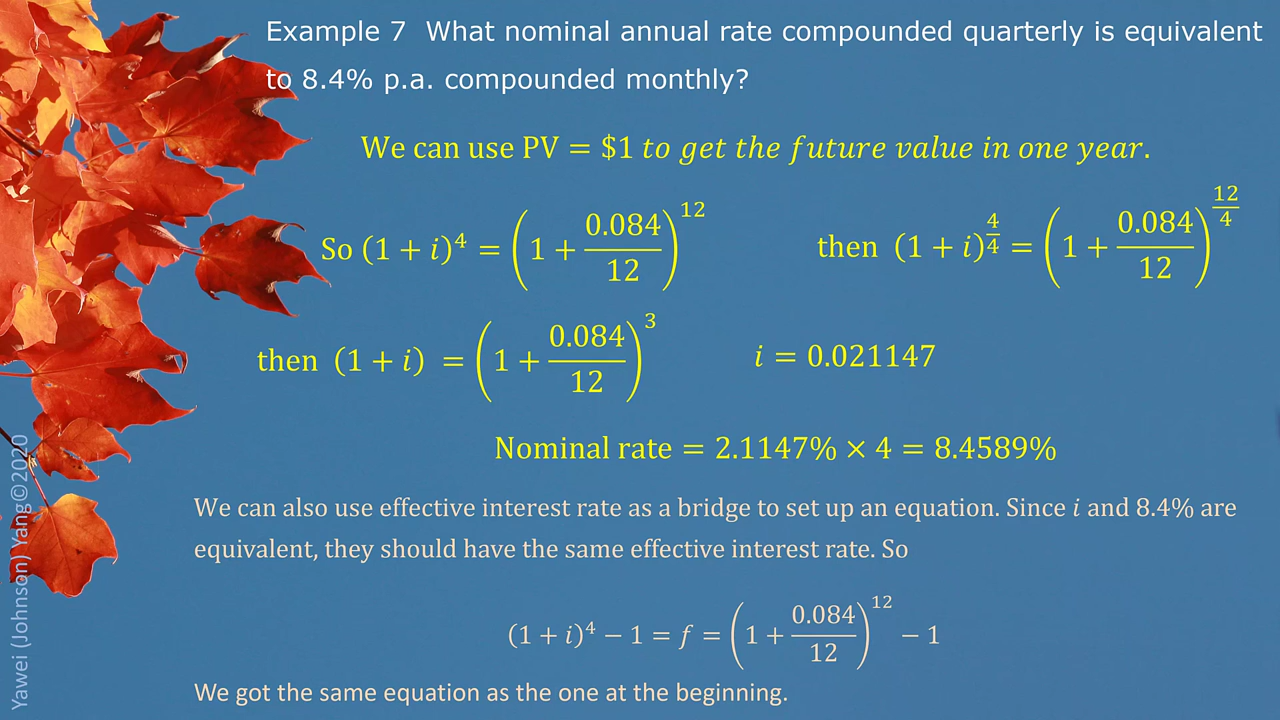 Example 7  What nominal annual rate compounded quarterly is equivalent
to 8.4% p.a. compounded monthly?
We can use PV = $1 to get the future value in one year.
So (1 + i)^4 = (1 + 0.084/12)^12  then (1 + i)^(4/4) = (1 + 0.084/12)^(12/4)
then (1 + i) = (1 + 0.084/12)^3  i = 0.021147
Nominal rate = 2.1147% × 4 = 8.4589%
We can also use effective interest rate as a bridge to set up an equation. Since i and 8.4% are
equivalent, they should have the same effective interest rate. So
(1 + i)^4 − 1 = f = (1 + 0.084/12)^12 − 1
We got the same equation as the one at the beginning.
Yawei (Johnson) Yang©2020